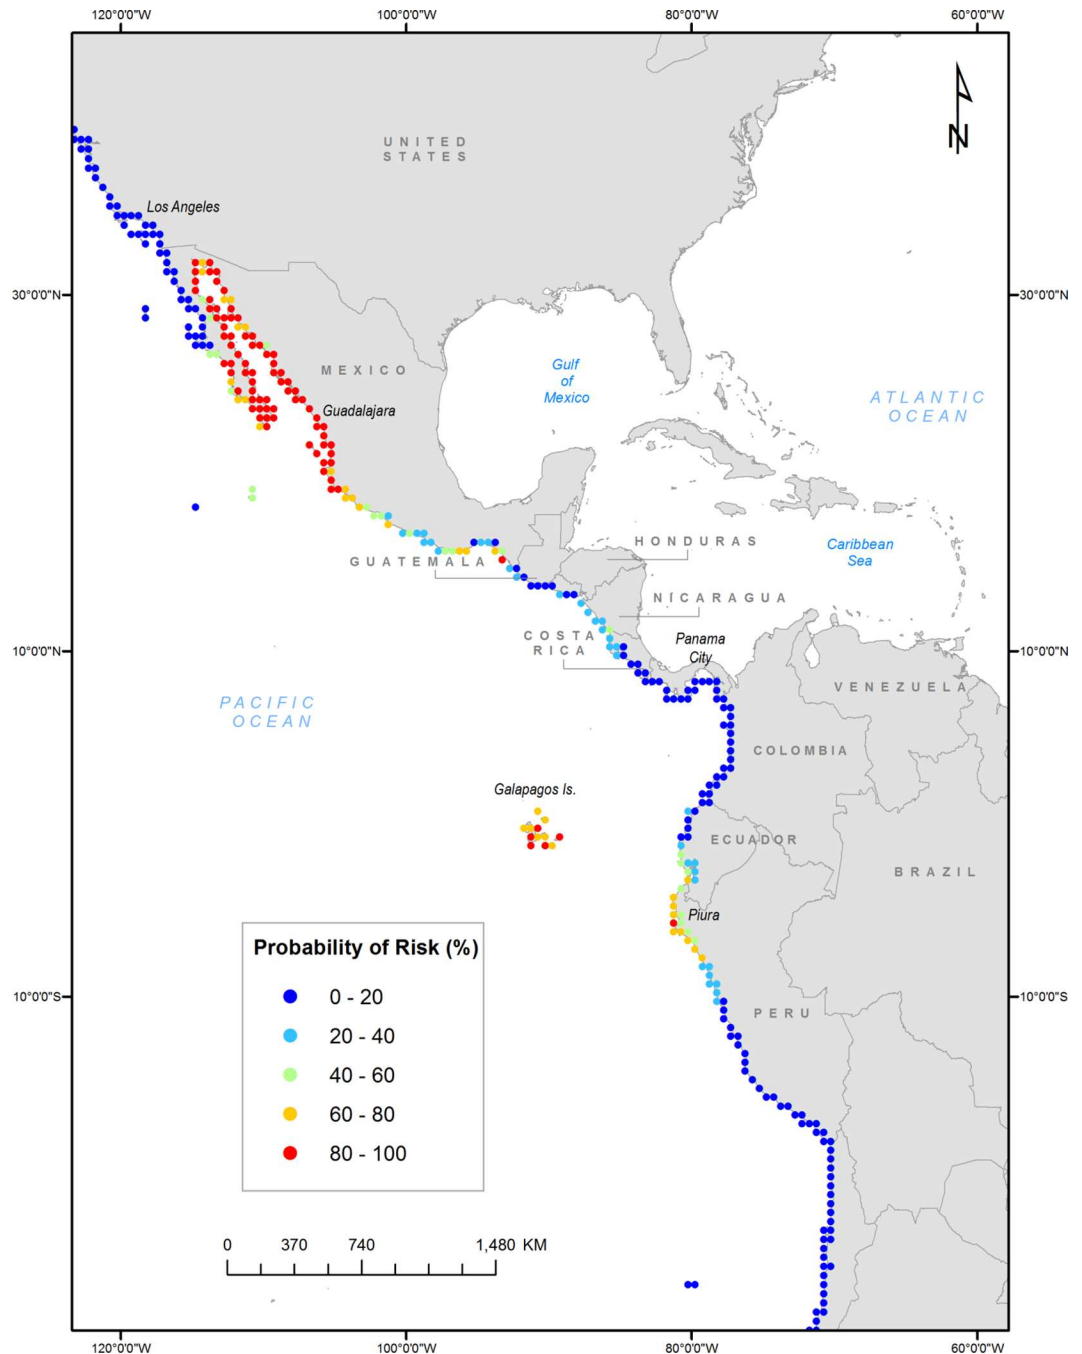 120°0'0"W 100°0'0"W 80°0'0"W 60°0'0"W
N
UNITED
STATES
Los Angeles
30°0'0"N 30°0'0"N
MEXICO
Gulf
of
Mexico
ATLANTIC
OCEAN
Guadalajara
HONDURAS
Caribbean
Sea
GUATEMALA
NICARAGUA
COSTA
RICA
Panama
City
10°0'0"N 10°0'0"N
VENEZUELA
PACIFIC
OCEAN
COLOMBIA
Galapagos Is.
ECUADOR
BRAZIL
Piura
Probability of Risk (%)
0 - 20
20 - 40
40 - 60
60 - 80
80 - 100
10°0'0"S 10°0'0"S
PERU
0 370 740 1,480 KM
120°0'0"W 100°0'0"W 80°0'0"W 60°0'0"W